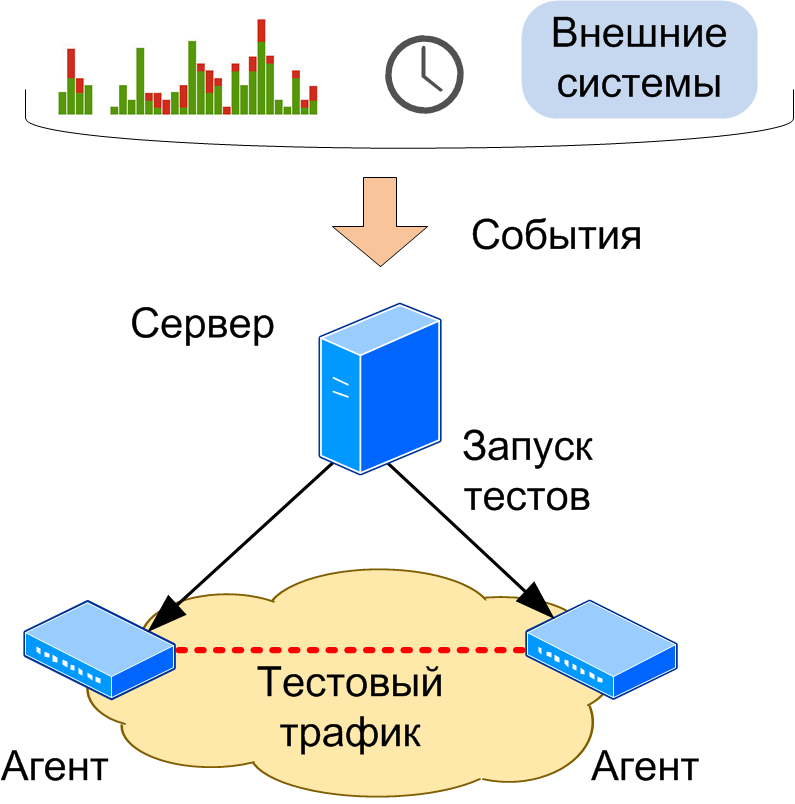 Внешние
системы
События
Сервер
Запуск
тестов
Тестовый
трафик
Агент
Агент